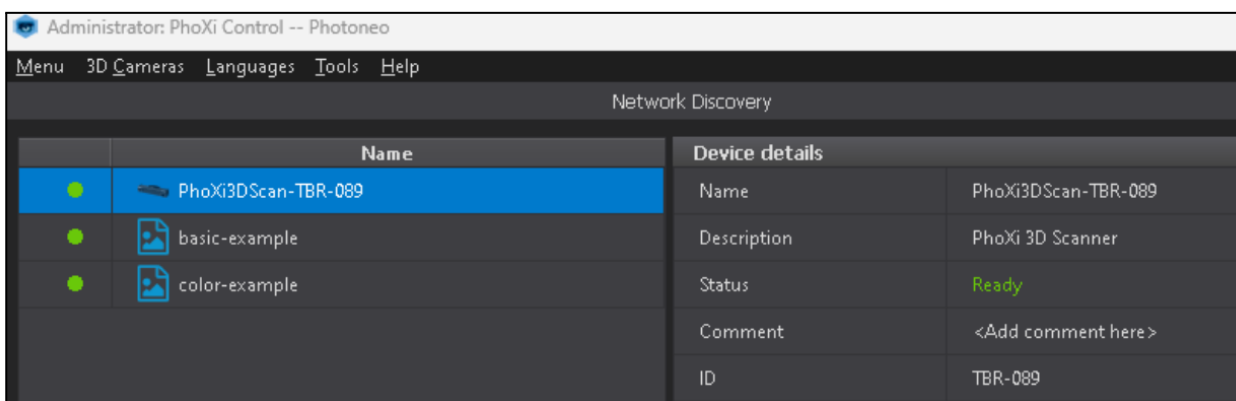 Administrator: PhoXi Control -- Photoneo
Menu 3D Cameras Languages Tools Help
Network Discovery
Name
PhoXi3DScan-TBR-089
basic-example
color-example
Device details
Name PhoXi3DScan-TBR-089
Description PhoXi 3D Scanner
Status Ready
Comment <Add comment here>
ID TBR-089